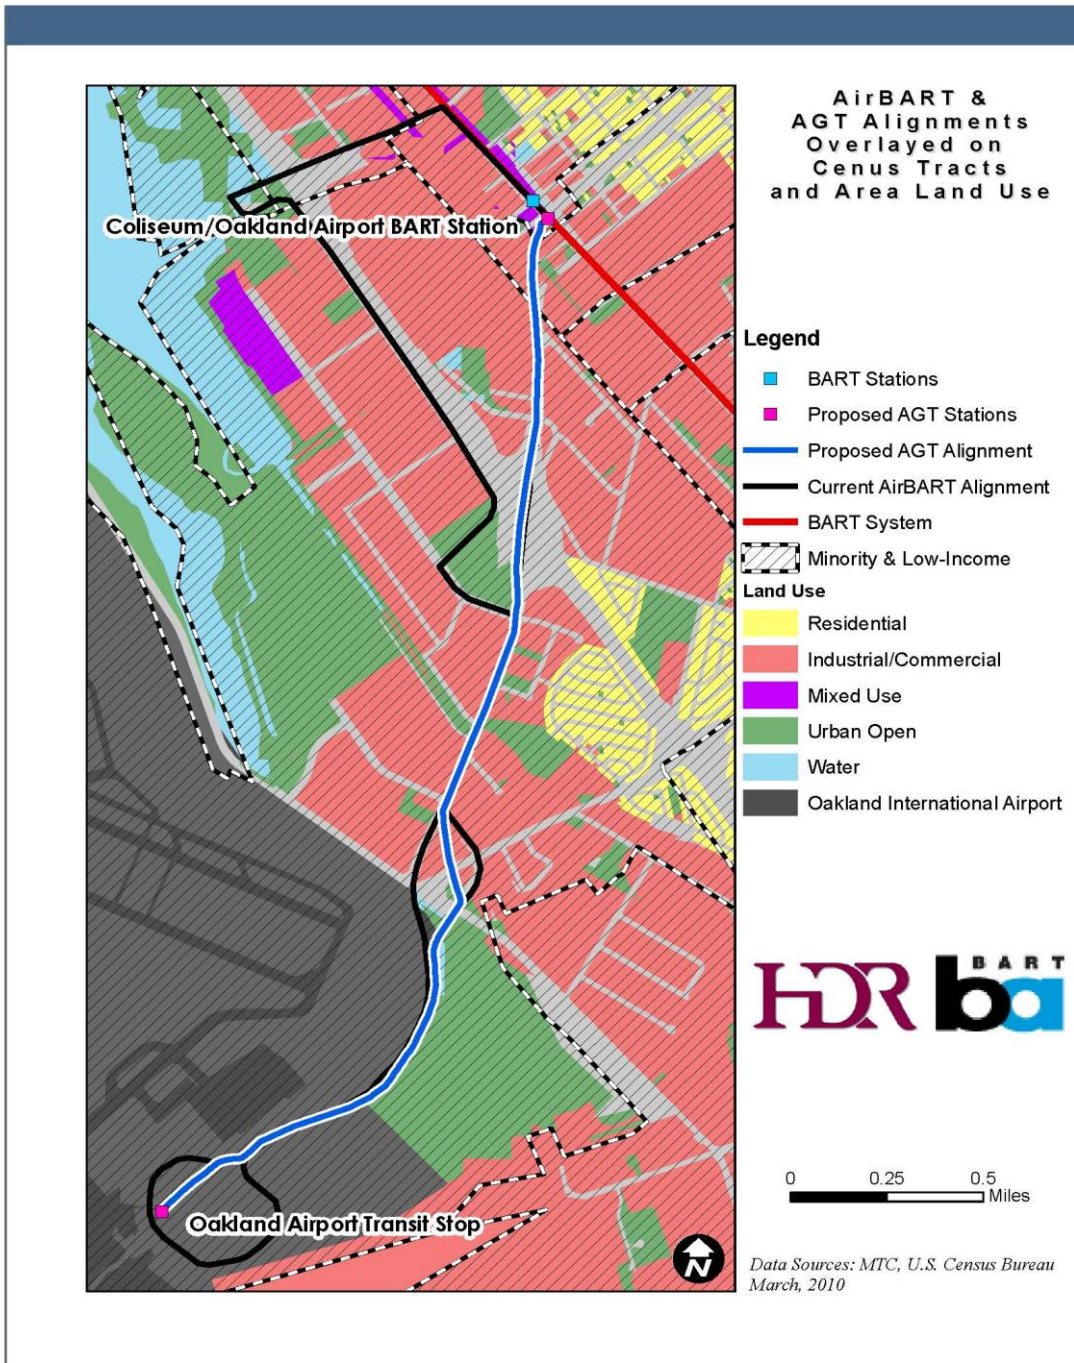 AirBART &
AGT Alignments
Overlayed on
Cenus Tracts
and Area Land Use
Coliseum/Oakland Airport BART Station
Legend
BART Stations
Proposed AGT Stations
Proposed AGT Alignment
Current AirBART Alignment
BART System
Minority & Low-Income
Land Use
Residential
Industrial/Commercial
Mixed Use
Urban Open
Water
Oakland International Airport
HDR
BART
ba
0 0.25 0.5
Miles
Oakland Airport Transit Stop
N
Data Sources: MTC, U.S. Census Bureau
March, 2010